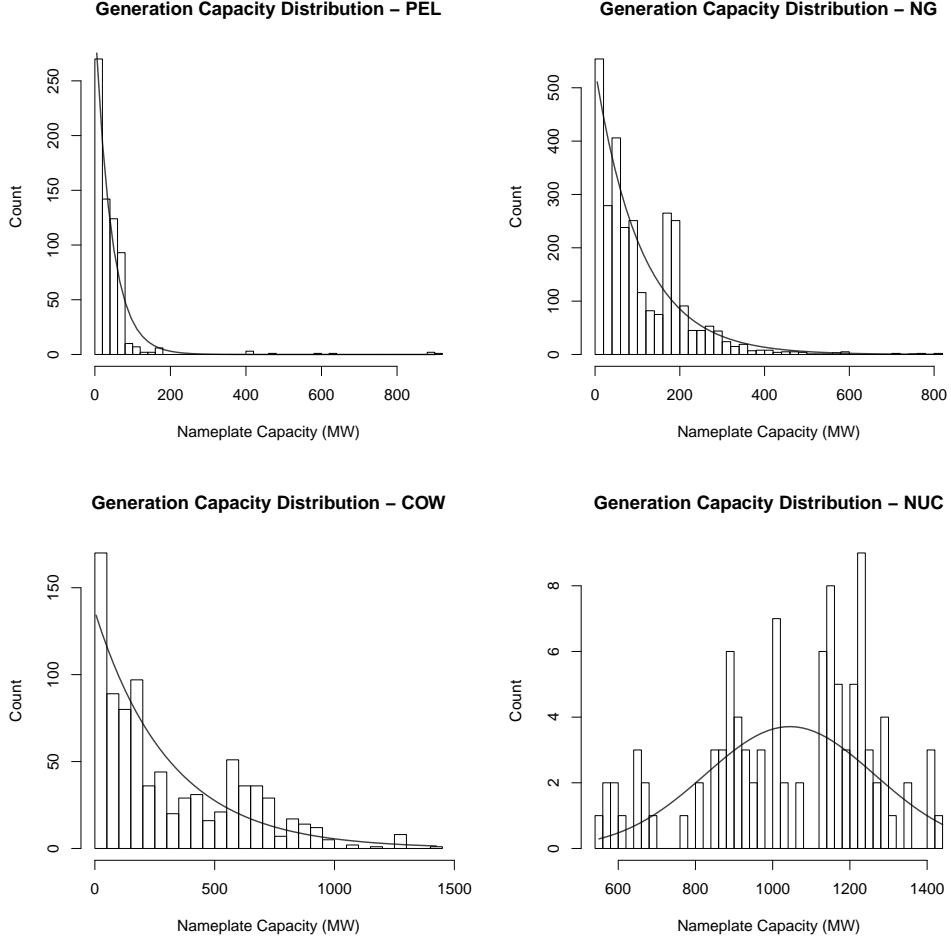 Generation Capacity Distribution – PEL
Count
0 50 100 150 200 250
0 200 400 600 800
Nameplate Capacity (MW)
Generation Capacity Distribution – NG
Count
0 100 200 300 400 500
0 200 400 600 800
Nameplate Capacity (MW)
Generation Capacity Distribution – COW
Count
0 50 100 150
0 500 1000 1500
Nameplate Capacity (MW)
Generation Capacity Distribution – NUC
Count
0 2 4 6 8
600 800 1000 1200 1400
Nameplate Capacity (MW)